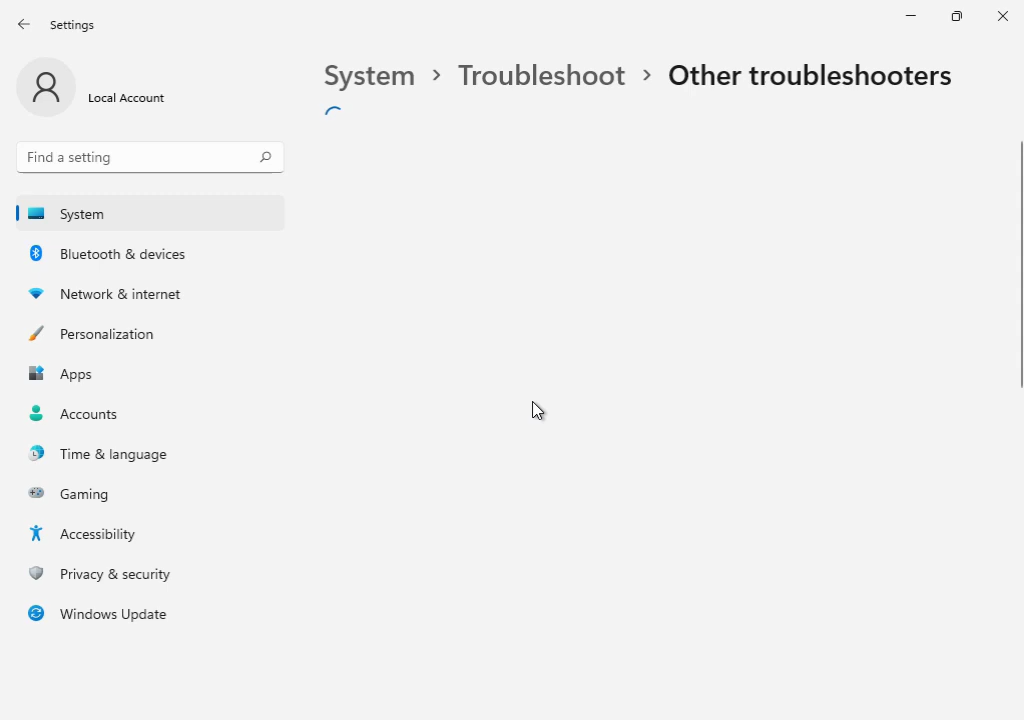 Settings
System
Troubleshoot
Other troubleshooters
Local Account
Find a setting
System
Bluetooth & devices
Network & internet
Personalization
Apps
Accounts
Time & language
Gaming
Accessibility
Privacy & security
Windows Update